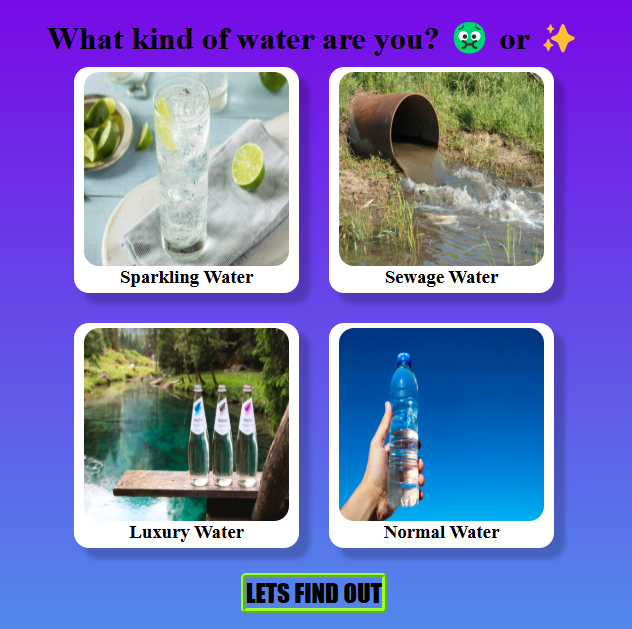 What kind of water are you? 🤢 or ✨
Sparkling Water
Sewage Water
Luxury Water
Normal Water
LETS FIND OUT